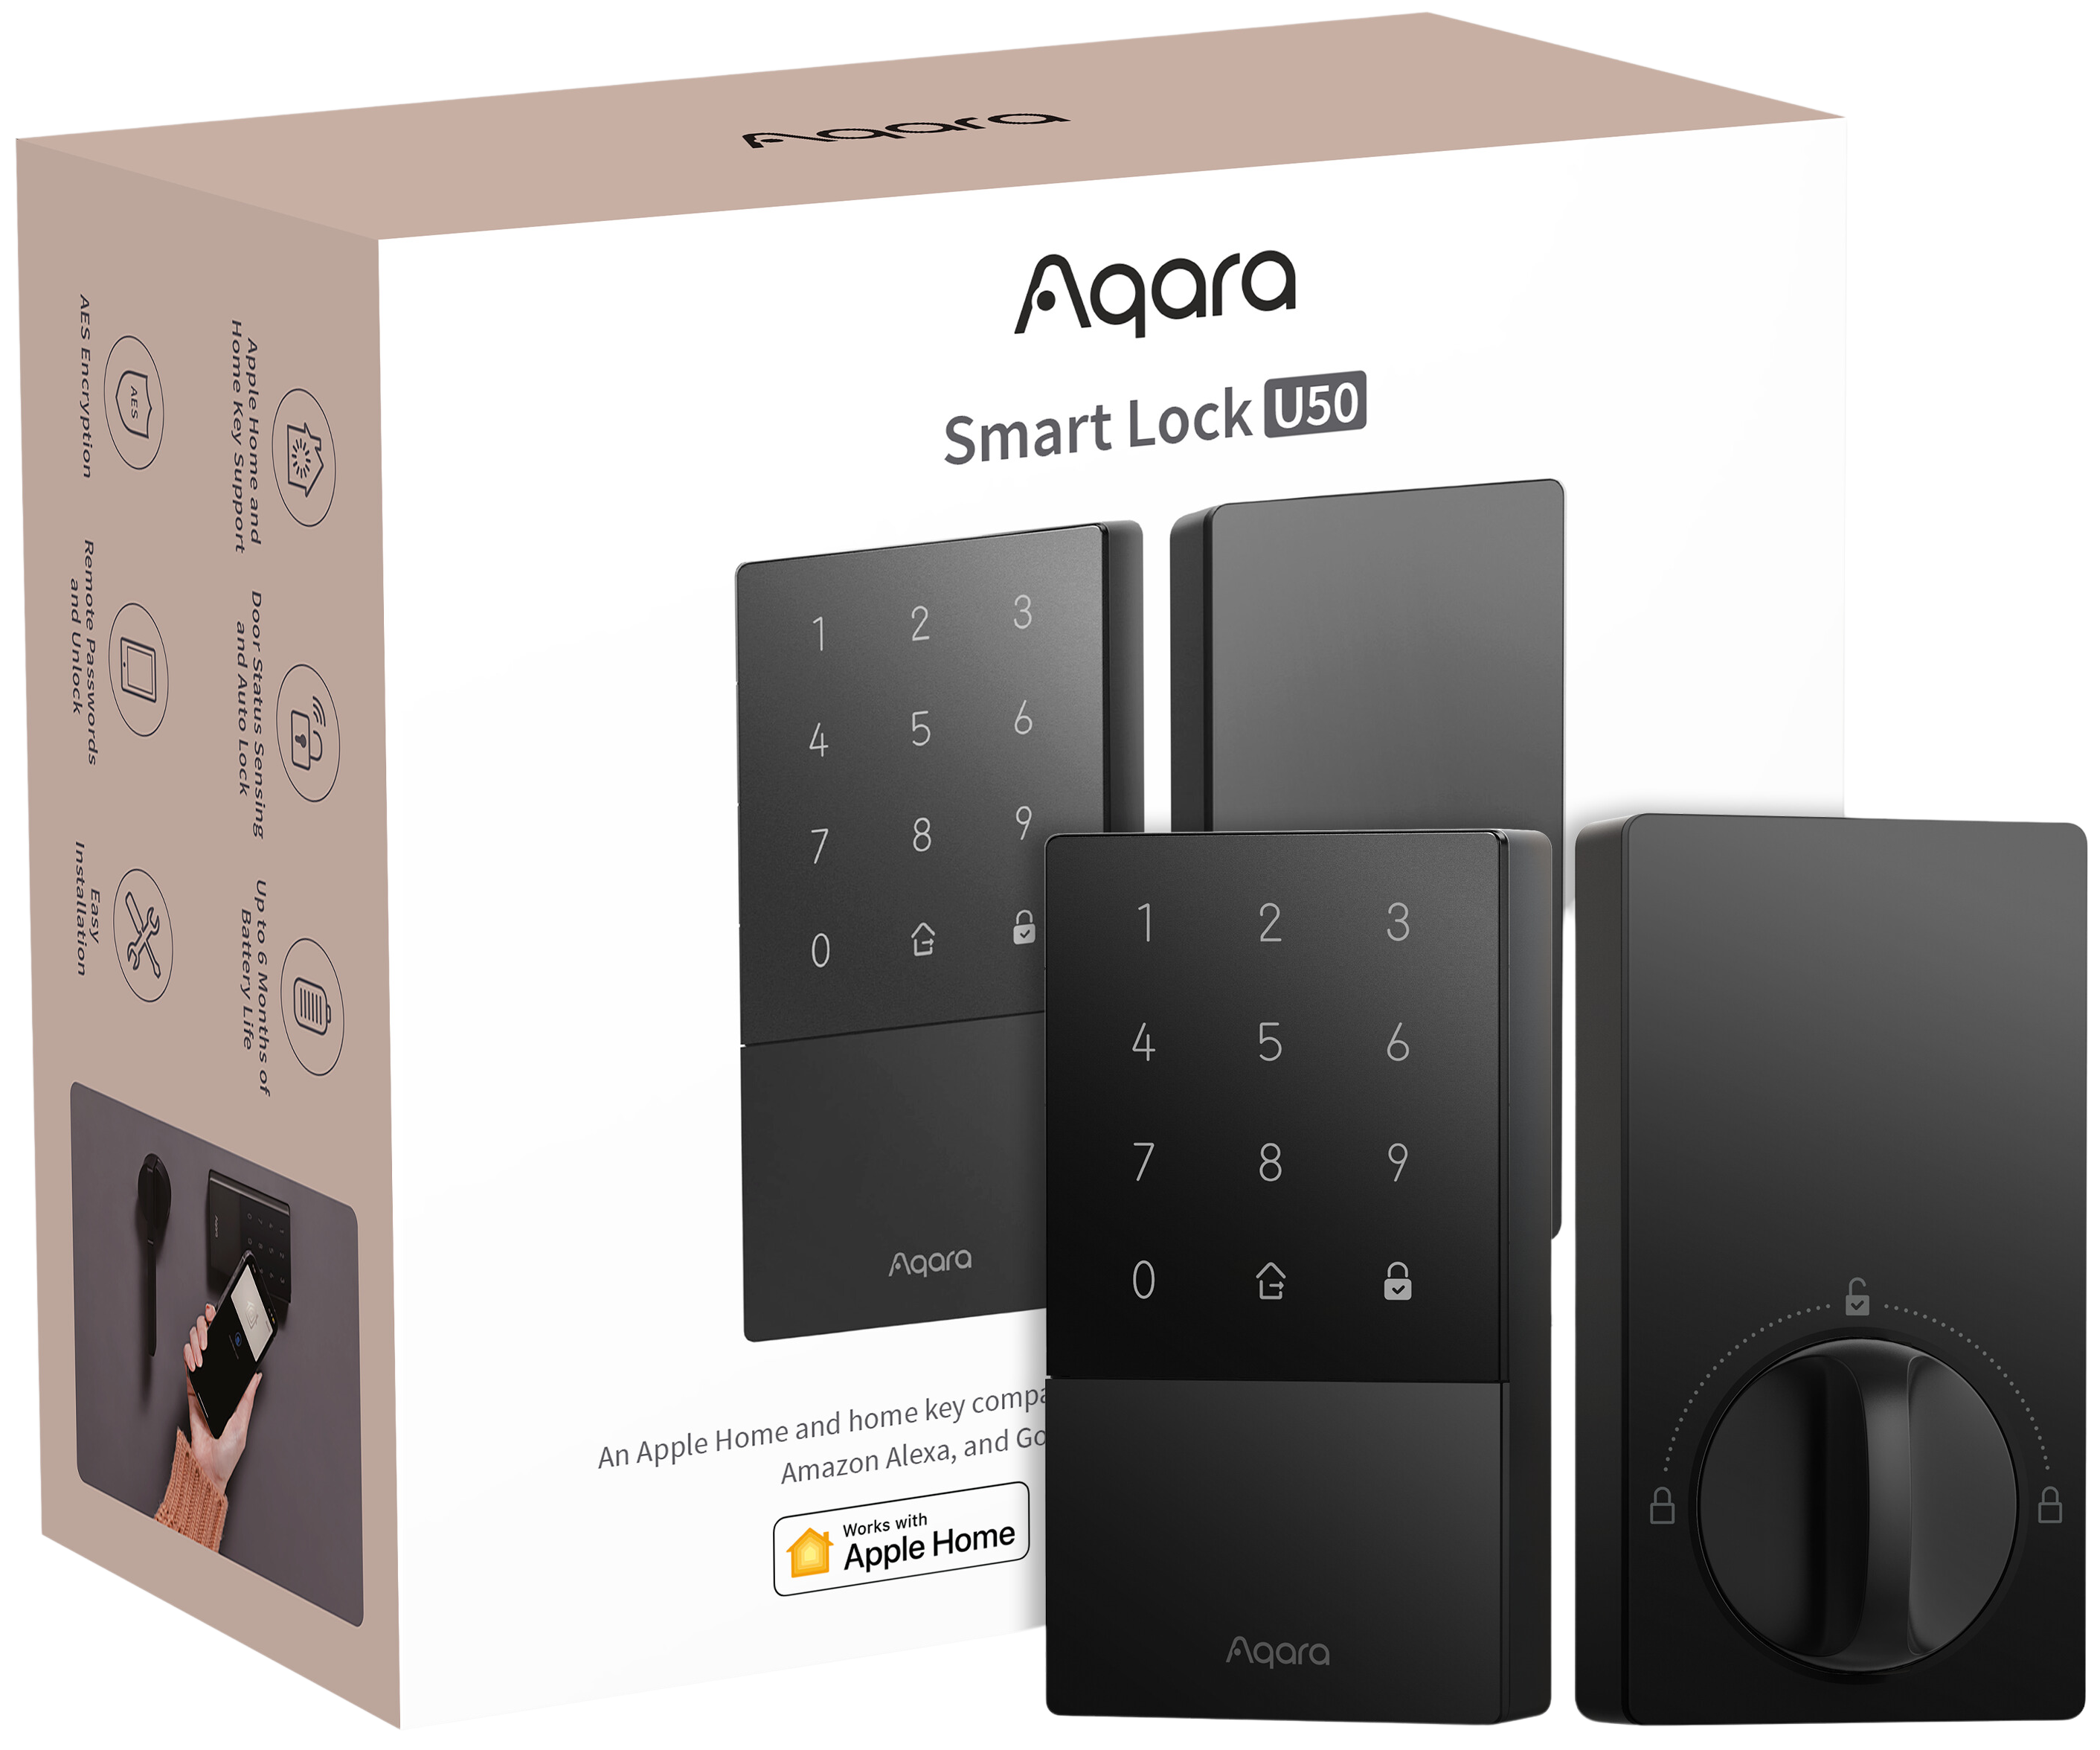 Aqara
Aqara
Smart Lock U50
1 2 3
4 5 6
7 8 9
0
Aqara
An Apple Home and home key compa
Amazon Alexa, and Go
Works with
Apple Home
Apple Home and
Home Key Support
Door Status Sensing
and Auto Lock
Up to 6 Months of
Battery Life
AES
AES Encryption
Remote Passwords
and Unlock
Easy
Installation
1 2 3
4 5 6
7 8 9
0
Aqara